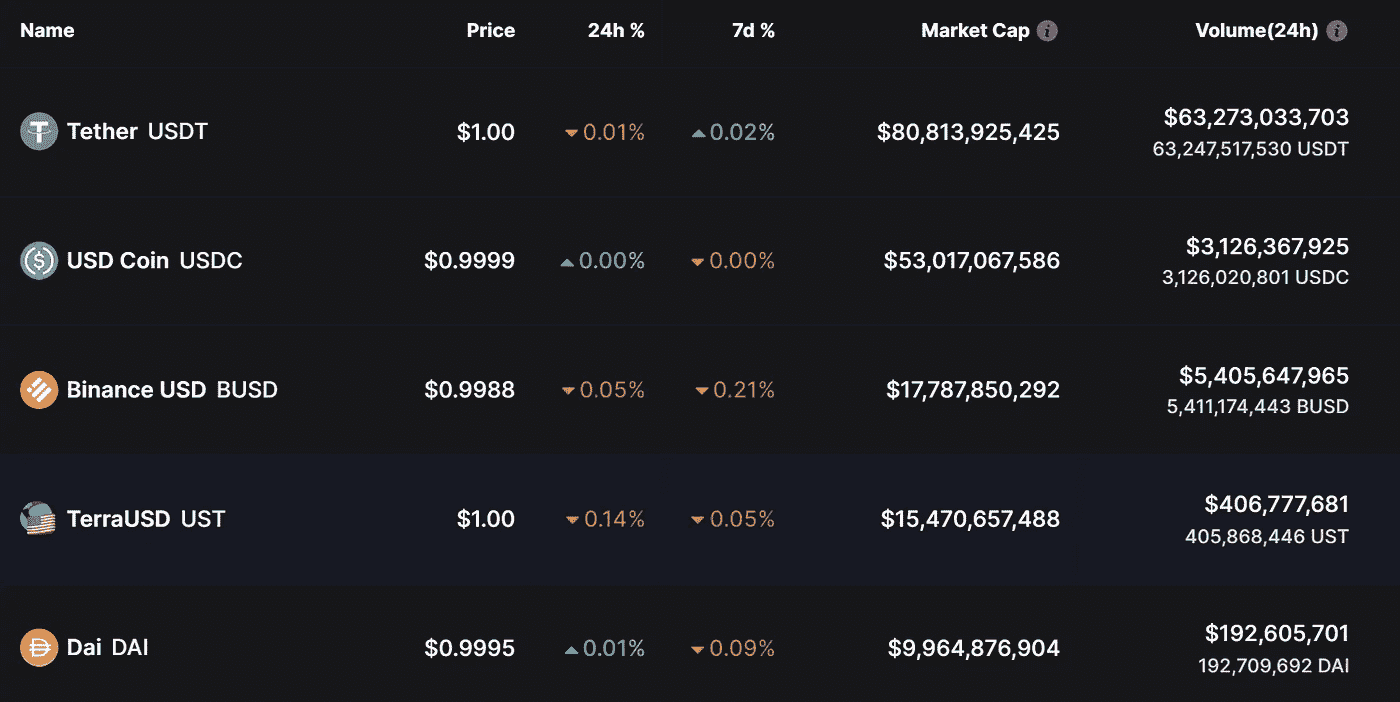 Name Price 24h % 7d % Market Cap Volume(24h)
Tether USDT $1.00 0.01% 0.02% $80,813,925,425 $63,273,033,703
63,247,517,530 USDT
USD Coin USDC $0.9999 0.00% 0.00% $53,017,067,586 $3,126,367,925
3,126,020,801 USDC
Binance USD BUSD $0.9988 0.05% 0.21% $17,787,850,292 $5,405,647,965
5,411,174,443 BUSD
TerraUSD UST $1.00 0.14% 0.05% $15,470,657,488 $406,777,681
405,868,446 UST
Dai DAI $0.9995 0.01% 0.09% $9,964,876,904 $192,605,701
192,709,692 DAI